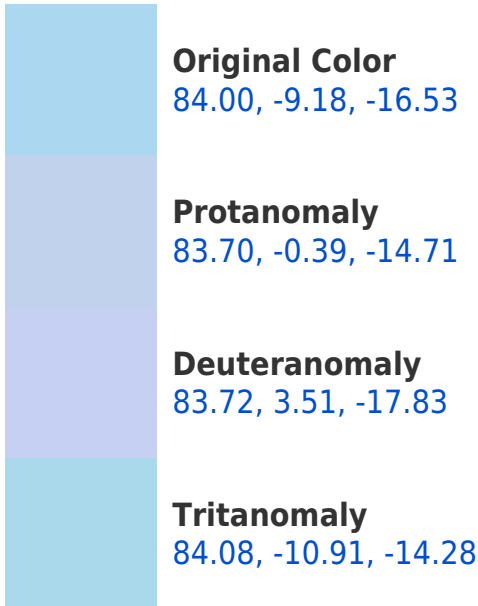 Original Color
84.00, -9.18, -16.53
Protanomaly
83.70, -0.39, -14.71
Deuteranomaly
83.72, 3.51, -17.83
Tritanomaly
84.08, -10.91, -14.28